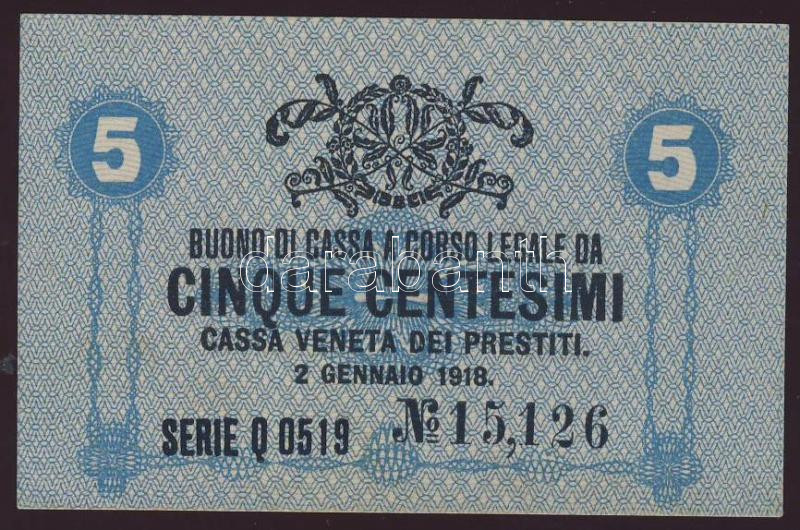 5 5
BUONO DI CASSA A CORSO LEGALE DA
darabanth
CINQUE CENTESIMI
CASSA VENETA DEI PRESTITI.
2 GENNAIO 1918.
SERIE Q 0519 № 15,126